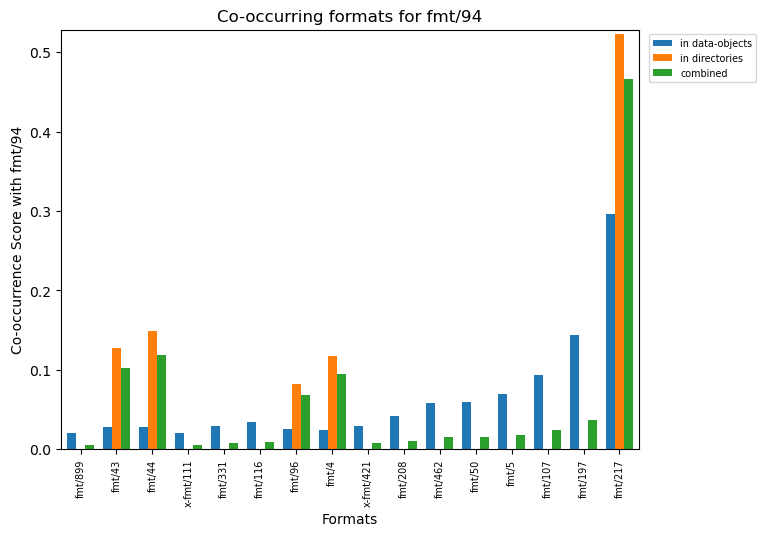 Co-occurring formats for fmt/94
Co-occurrence Score with fmt/94
0.5
0.4
0.3
0.2
0.1
0.0
in data-objects
in directories
combined
fmt/899
fmt/43
fmt/44
x-fmt/111
fmt/331
fmt/116
fmt/96
fmt/4
x-fmt/421
fmt/208
fmt/462
fmt/50
fmt/5
fmt/107
fmt/197
fmt/217
Formats